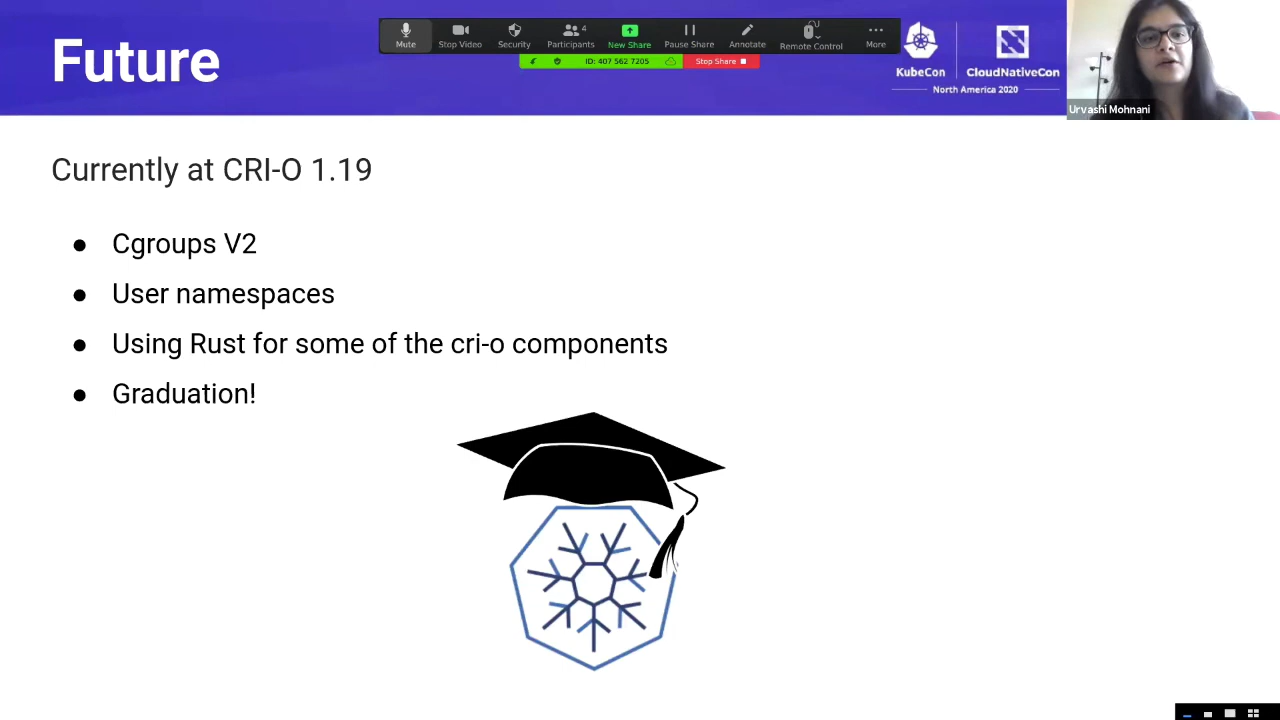 Future
Mute
Stop Video
Security
Participants
4
New Share
Pause Share
Annotate
Remote Control
More
ID: 407 562 7205
Stop Share
KubeCon
CloudNativeCon
North America 2020
Urvashi Mohnani
Currently at CRI-O 1.19
● Cgroups V2
● User namespaces
● Using Rust for some of the cri-o components
● Graduation!